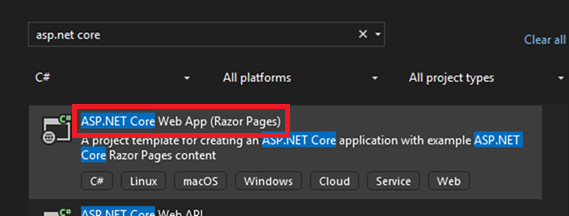 asp.net core
Clear all
C#
All platforms
All project types
C#
ASP.NET Core Web App (Razor Pages)
A project template for creating an ASP.NET Core application with example ASP.NET
Core Razor Pages content
C# Linux macOS Windows Cloud Service Web
C#
ASP.NET Core Web API